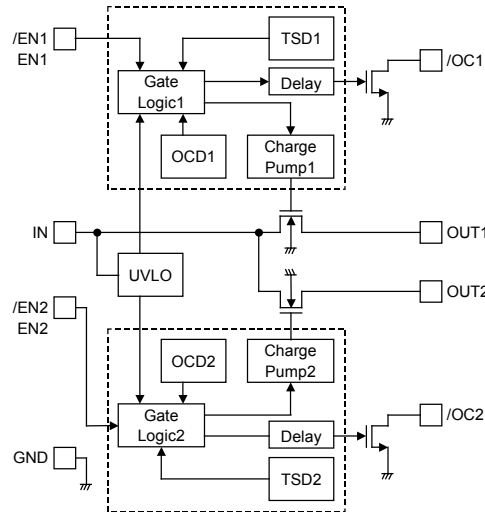 /EN1
EN1
TSD1
/OC1
Gate
Logic1
Delay
OCD1
Charge
Pump1
IN
OUT1
UVLO
OUT2
/EN2
EN2
OCD2
Charge
Pump2
/OC2
Gate
Logic2
Delay
GND
TSD2